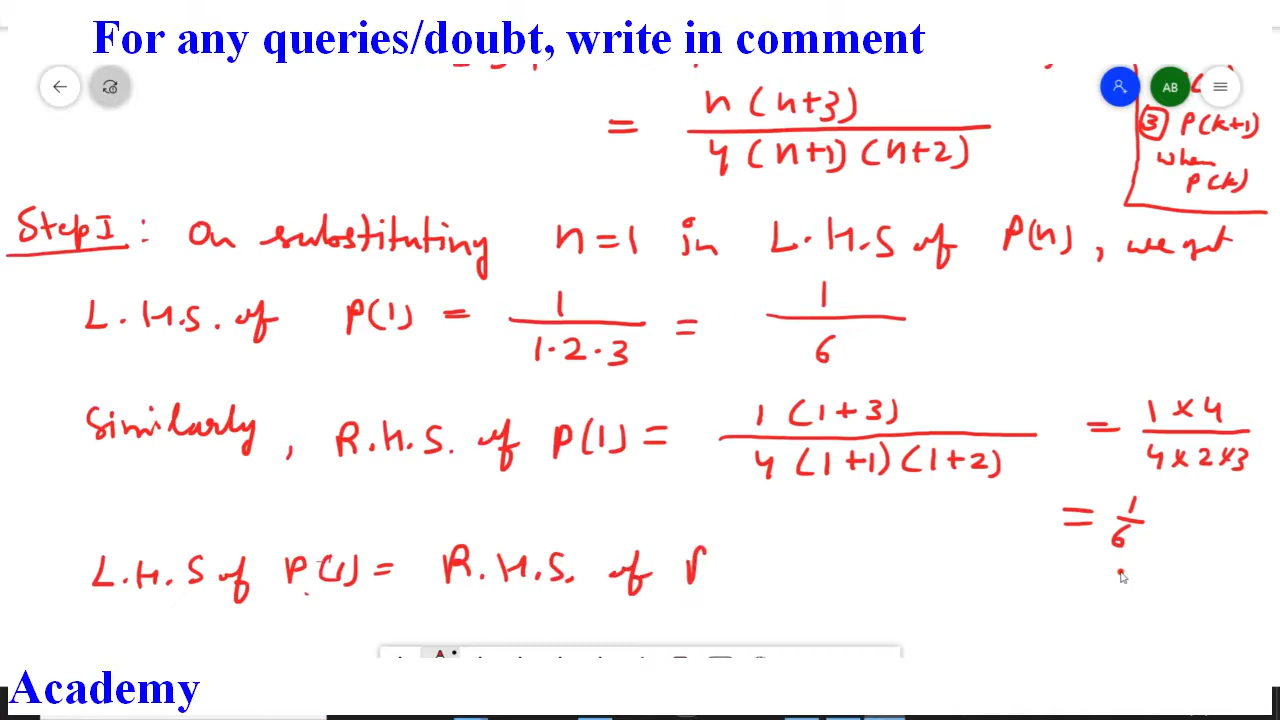 For any queries/doubt, write in comment
AB
= n(n+3) / 4(n+1)(n+2)
③ P(k+1)
when
P(k)
Step I : On substituting n=1 in L.H.S of P(n), we get
L.H.S. of P(1) = 1 / 1·2·3 = 1 / 6
Similarly, R.H.S. of P(1) = 1(1+3) / 4(1+1)(1+2) = 1×4 / 4×2×3
= 1/6
L.H.S of P(1) = R.H.S. of
Academy